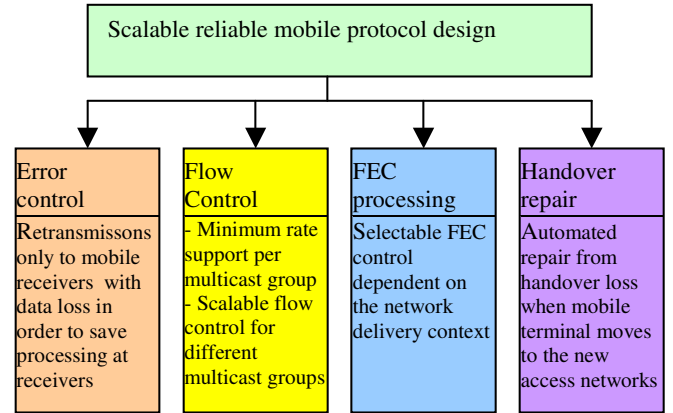 Scalable reliable mobile protocol design
Error
control
Retransmissons
only to mobile
receivers with
data loss in
order to save
processing at
receivers
Flow
Control
- Minimum rate
support per
multicast group
- Scalable flow
control for
different
multicast groups
FEC
processing
Selectable FEC
control
dependent on
the network
delivery context
Handover
repair
Automated
repair from
handover loss
when mobile
terminal moves
to the new
access networks